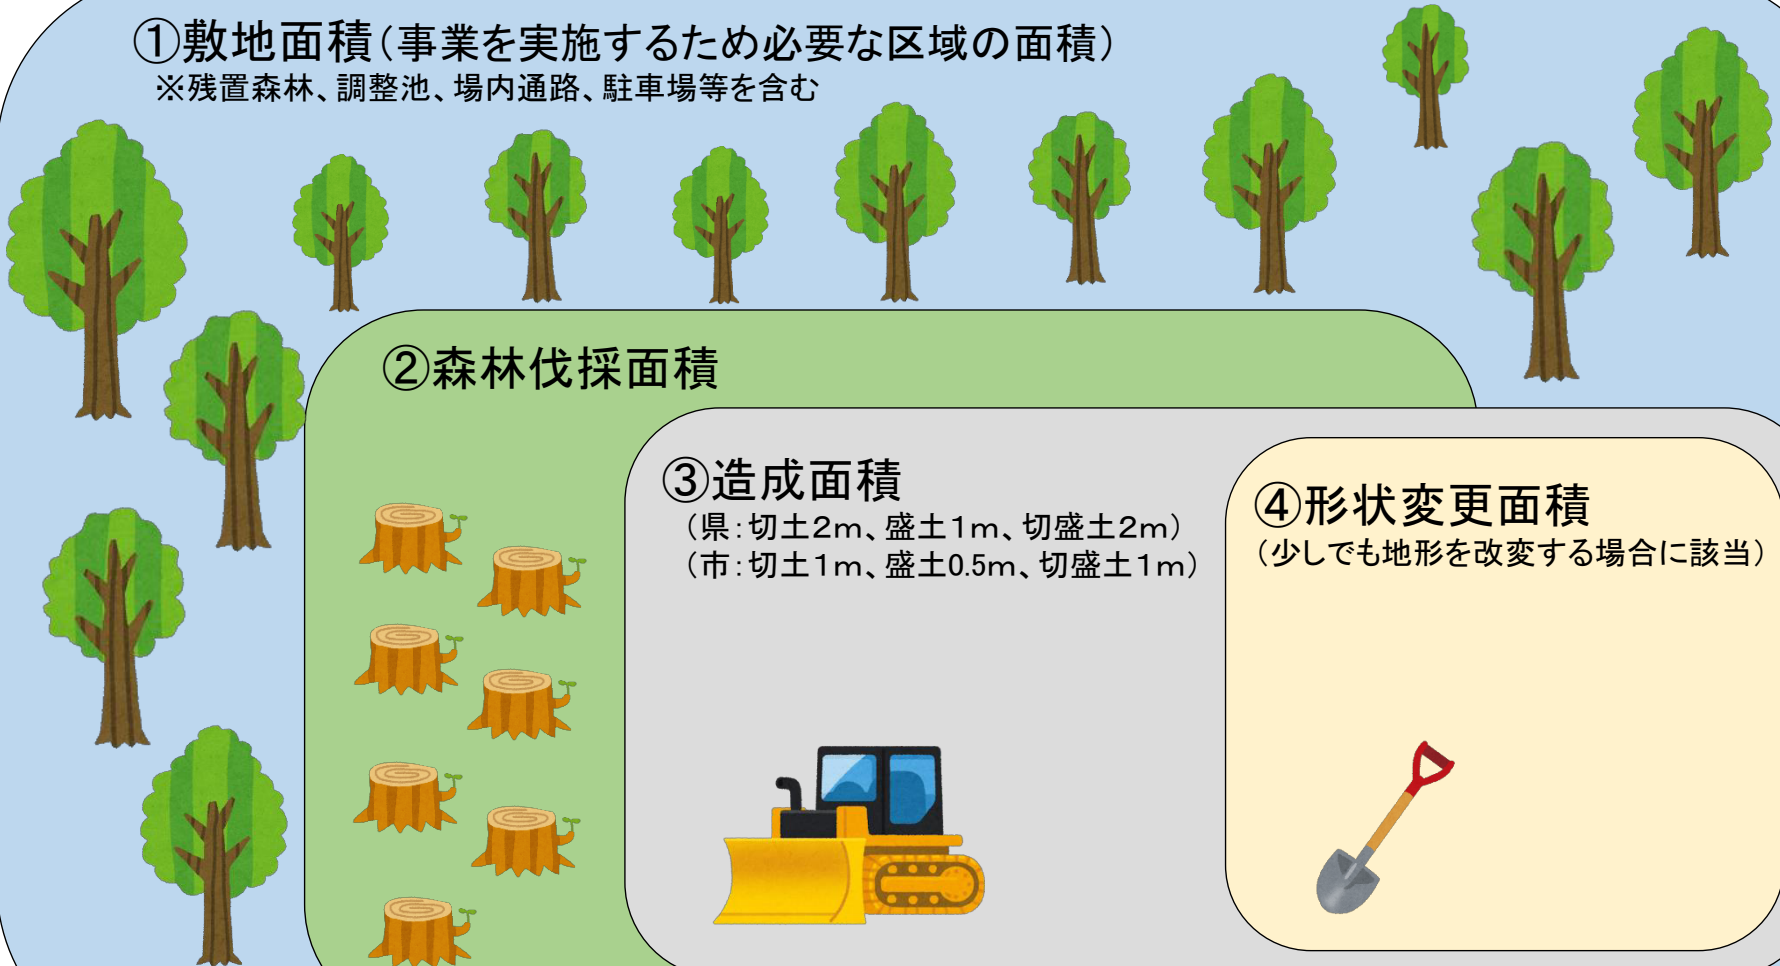 ①敷地面積(事業を実施するため必要な区域の面積)
※残置森林、調整池、場内通路、駐車場等を含む
②森林伐採面積
③造成面積
(県:切土2m、盛土1m、切盛土2m)
(市:切土1m、盛土0.5m、切盛土1m)
④形状変更面積
(少しでも地形を改変する場合に該当)